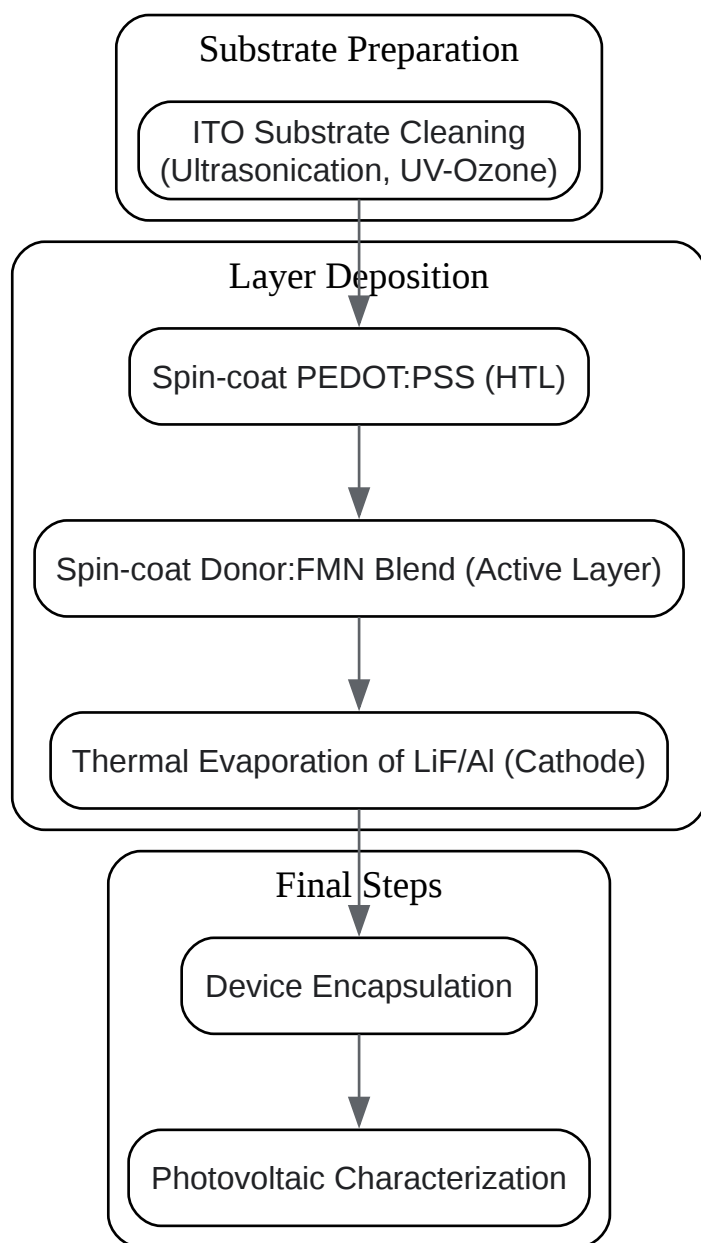 Substrate Preparation
ITO Substrate Cleaning
(Ultrasonication, UV-Ozone)
Layer Deposition
Spin-coat PEDOT:PSS (HTL)
Spin-coat Donor:FMN Blend (Active Layer)
Thermal Evaporation of LiF/Al (Cathode)
Final Steps
Device Encapsulation
Photovoltaic Characterization